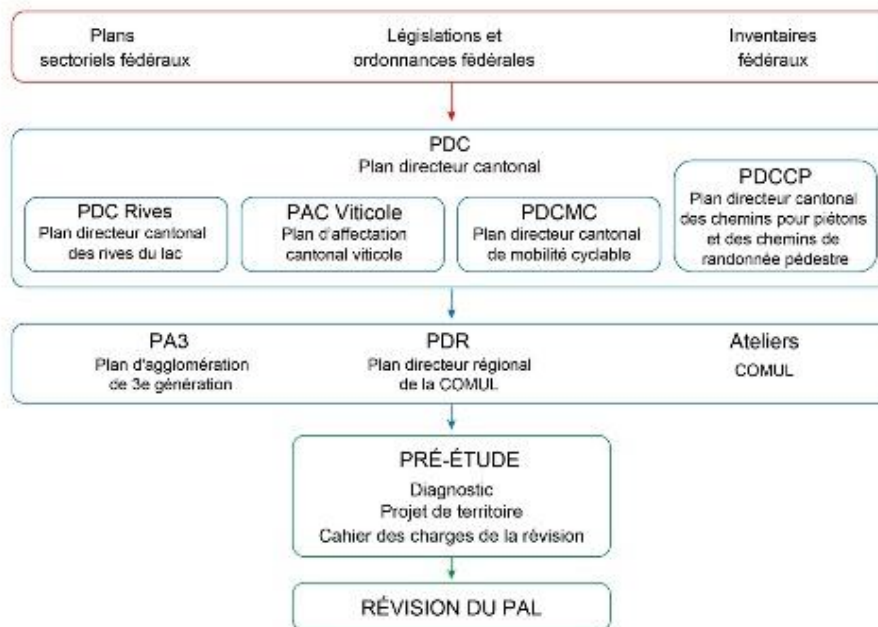 Plans
sectoriels fédéraux
Législations et
ordonnances fédérales
Inventaires
fédéraux
PDC
Plan directeur cantonal
PDC Rives
Plan directeur cantonal
des rives du lac
PAC Viticole
Plan d'affectation
cantonal viticole
PDCMC
Plan directeur cantonal
de mobilité cyclable
PDCCP
Plan directeur cantonal
des chemins pour piétons
et des chemins de
randonnée pédestre
PA3
Plan d'agglomération
de 3e génération
PDR
Plan directeur régional
de la COMUL
Ateliers
COMUL
PRÉ-ÉTUDE
Diagnostic
Projet de territoire
Cahier des charges de la révision
RÉVISION DU PAL